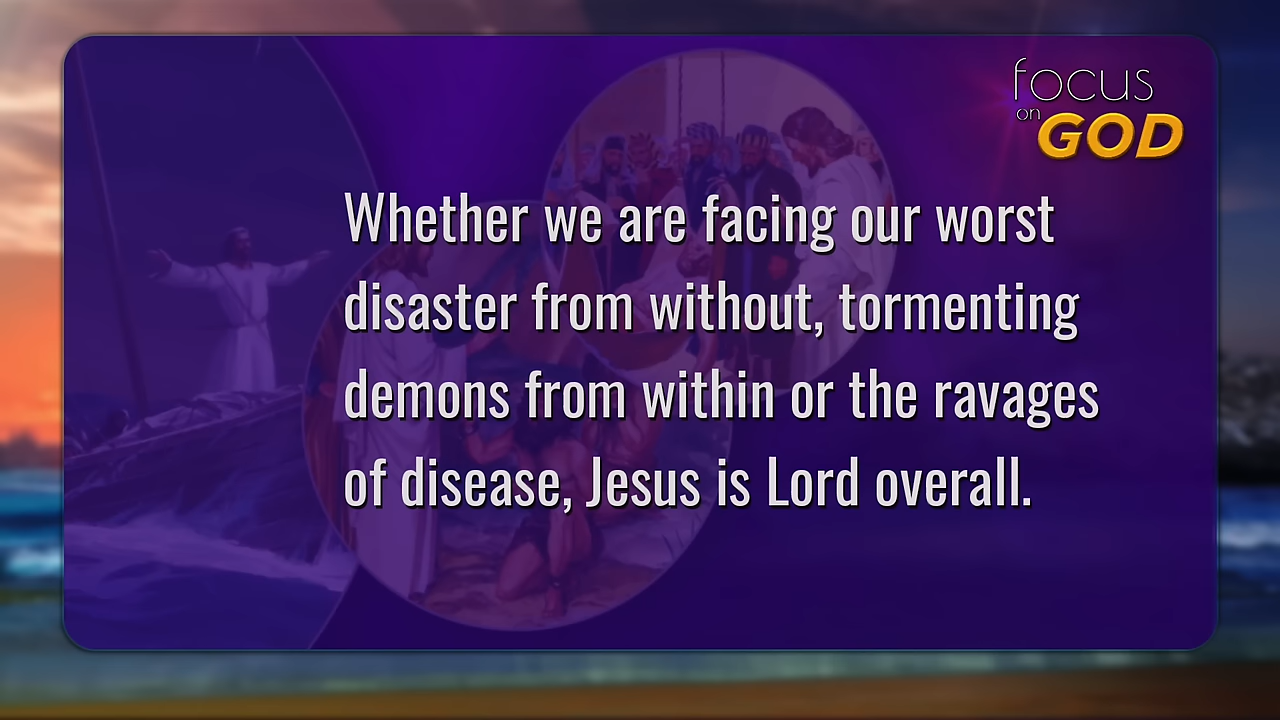 focus
on GOD
Whether we are facing our worst
disaster from without, tormenting
demons from within or the ravages
of disease, Jesus is Lord overall.